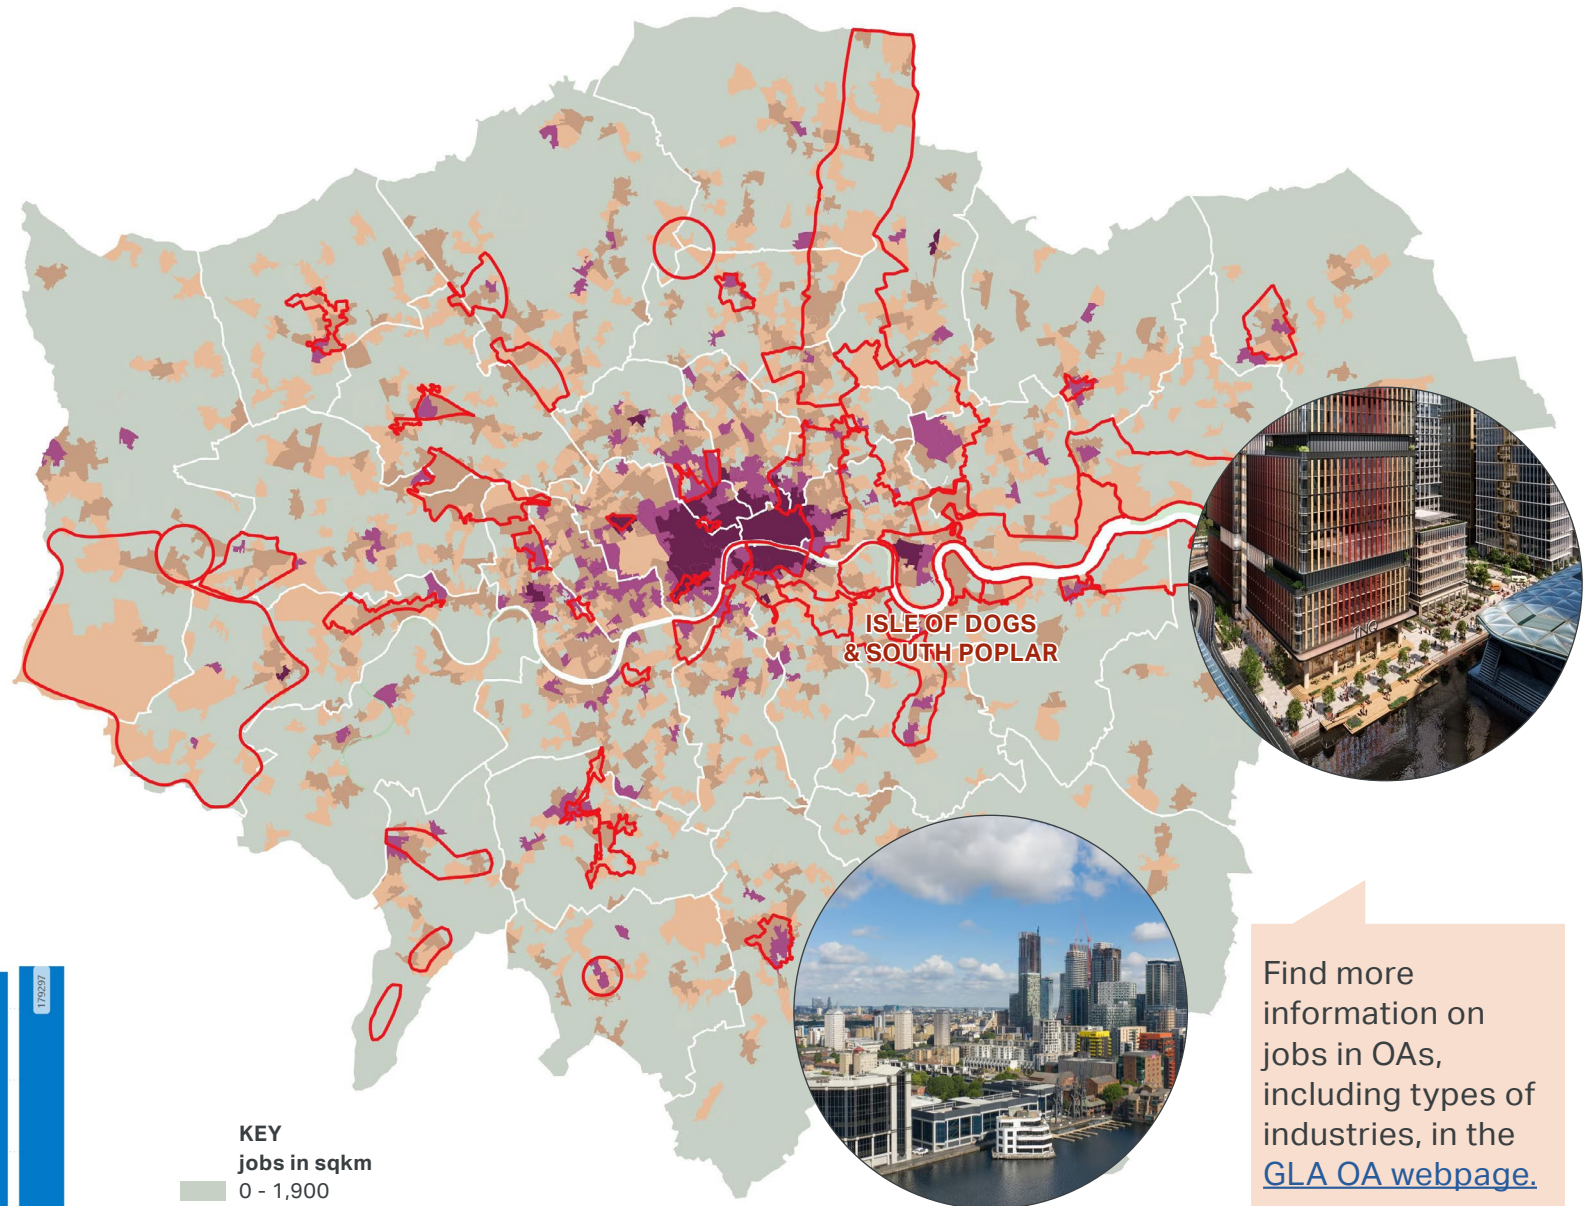 ISLE OF DOGS
& SOUTH POPLAR
1NQ
Find more
information on
jobs in OAs,
including types of
industries, in the
GLA OA webpage.
179297
KEY
jobs in sqkm
0 - 1,900